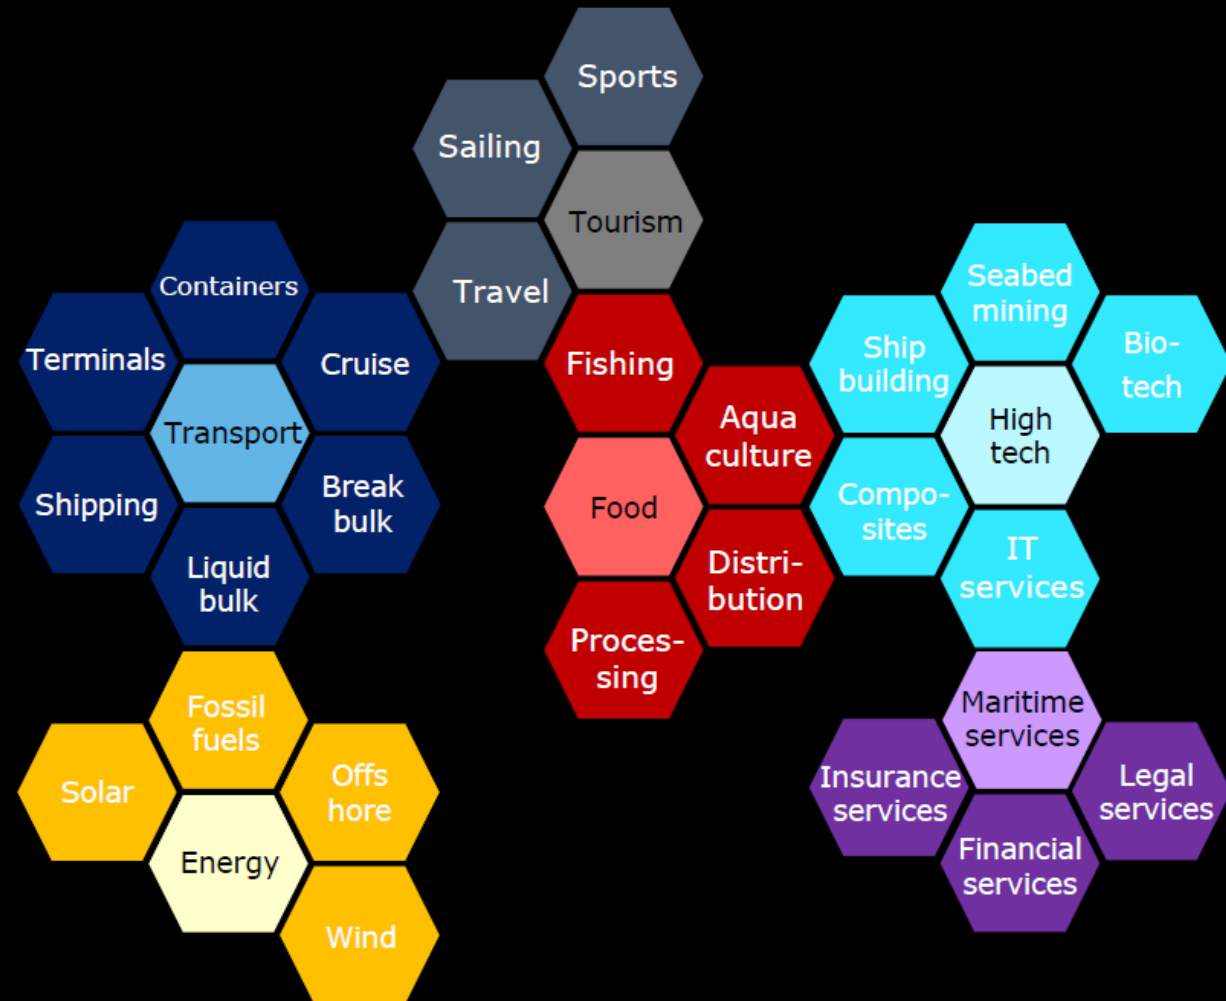 Sports
Sailing
Tourism
Travel
Containers
Terminals
Cruise
Transport
Shipping
Break
bulk
Liquid
bulk
Fishing
Aqua
culture
Food
Distri-
bution
Proces-
sing
Seabed
mining
Ship
building
Bio-
tech
High
tech
Compo-
sites
IT
services
Maritime
services
Insurance
services
Legal
services
Financial
services
Fossil
fuels
Solar
Offs
hore
Energy
Wind